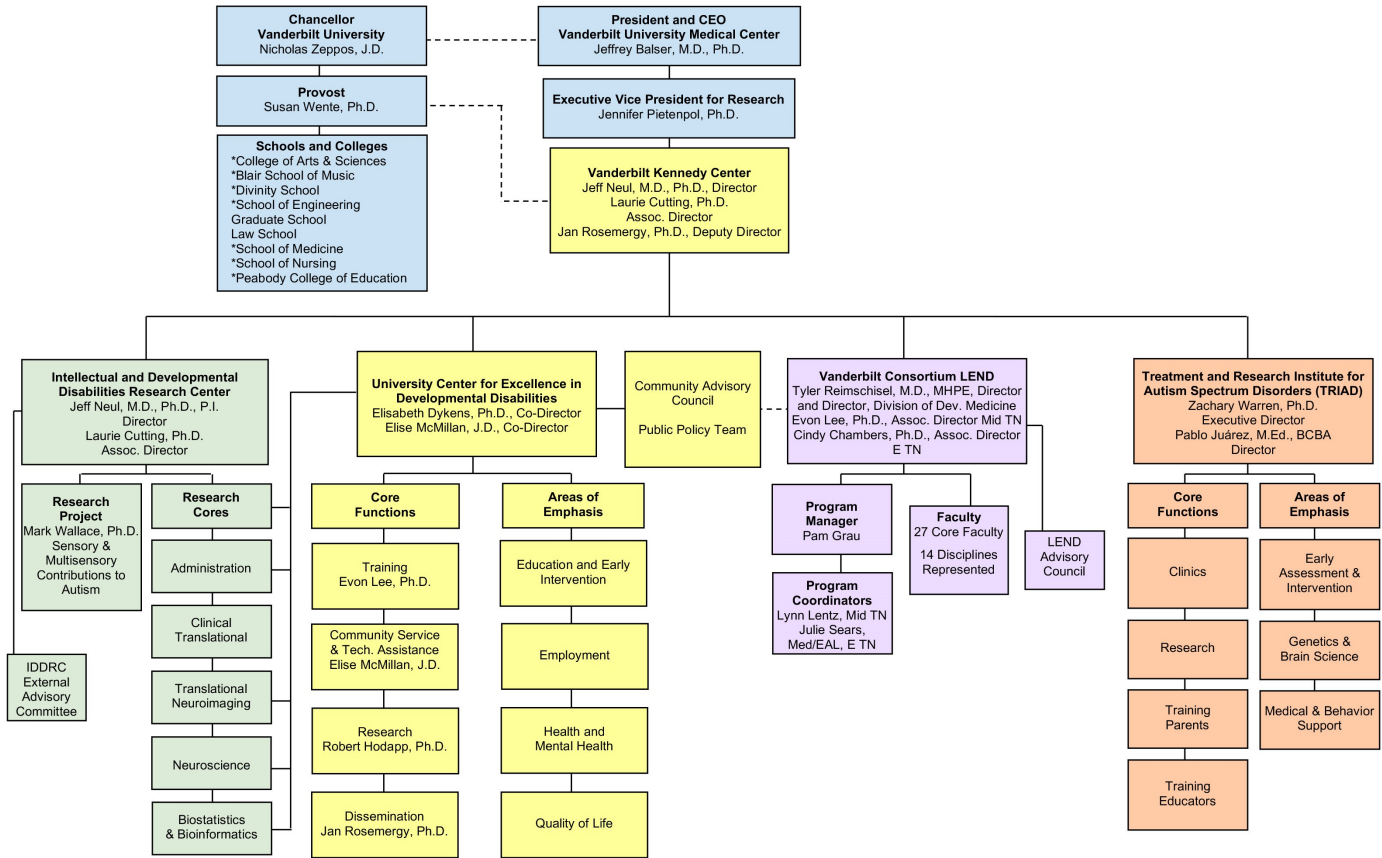 Chancellor
Vanderbilt University
Nicholas Zeppos, J.D.
President and CEO
Vanderbilt University Medical Center
Jeffrey Balser, M.D., Ph.D.
Provost
Susan Wente, Ph.D.
Executive Vice President for Research
Jennifer Pietenpol, Ph.D.
Schools and Colleges
*College of Arts & Sciences
*Blair School of Music
*Divinity School
*School of Engineering
Graduate School
Law School
*School of Medicine
*School of Nursing
*Peabody College of Education
Vanderbilt Kennedy Center
Jeff Neul, M.D., Ph.D., Director
Laurie Cutting, Ph.D.
Assoc. Director
Jan Rosemergy, Ph.D., Deputy Director
Intellectual and Developmental
Disabilities Research Center
Jeff Neul, M.D., Ph.D., P.I.
Director
Laurie Cutting, Ph.D.
Assoc. Director
Research
Project
Mark Wallace, Ph.D.
Sensory &
Multisensory
Contributions to
Autism
Research
Cores
Administration
Clinical
Translational
Translational
Neuroimaging
Neuroscience
Biostatistics
& Bioinformatics
IDDRC
External
Advisory
Committee
University Center for Excellence in
Developmental Disabilities
Elisabeth Dykens, Ph.D., Co-Director
Elise McMillan, J.D., Co-Director
Community Advisory
Council
Public Policy Team
Core
Functions
Training
Evon Lee, Ph.D.
Community Service
& Tech. Assistance
Elise McMillan, J.D.
Research
Robert Hodapp, Ph.D.
Dissemination
Jan Rosemergy, Ph.D.
Areas of
Emphasis
Education and Early
Intervention
Employment
Health and
Mental Health
Quality of Life
Vanderbilt Consortium LEND
Tyler Reimschisel, M.D., MHPE, Director
and Director, Division of Dev. Medicine
Evon Lee, Ph.D., Assoc. Director Mid TN
Cindy Chambers, Ph.D., Assoc. Director
E TN
Program
Manager
Pam Grau
Program
Coordinators
Lynn Lentz, Mid TN
Julie Sears,
Med/EAL, E TN
Faculty
27 Core Faculty
14 Disciplines
Represented
LEND
Advisory
Council
Treatment and Research Institute for
Autism Spectrum Disorders (TRIAD)
Zachary Warren, Ph.D.
Executive Director
Pablo Juárez, M.Ed., BCBA
Director
Core
Functions
Clinics
Research
Training
Parents
Training
Educators
Areas of
Emphasis
Early
Assessment &
Intervention
Genetics &
Brain Science
Medical & Behavior
Support